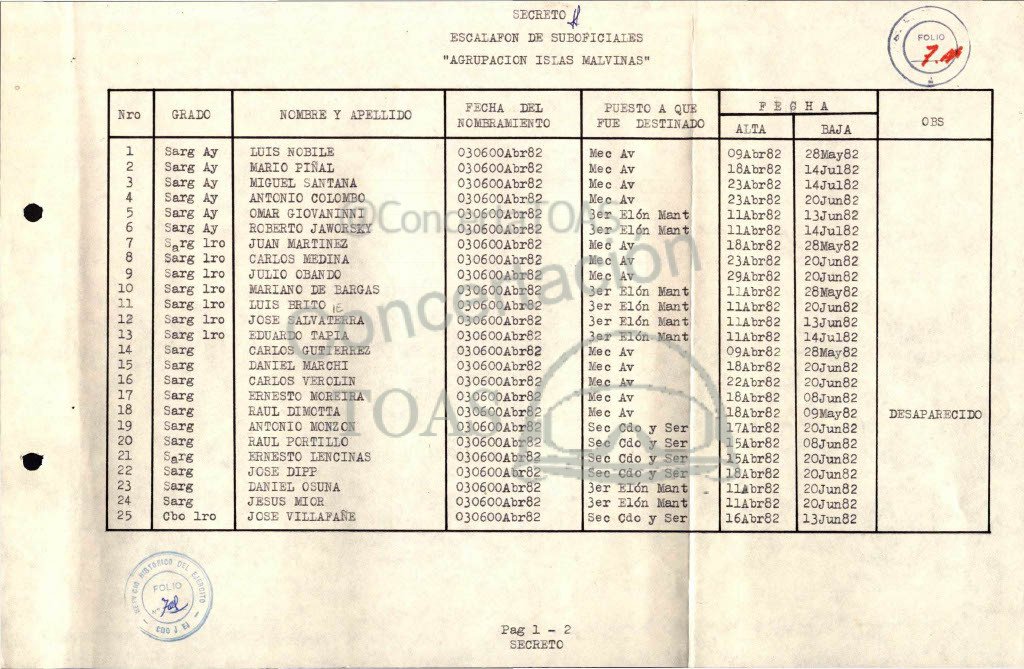 SECRETO
ESCALAFON DE SUBOFICIALES
"AGRUPACION ISLAS MALVINAS"
FOLIO
Nro GRADO NOMBRE Y APELLIDO FECHA DEL NOMBRAMIENTO PUESTO A QUE FUE DESTINADO FECHA ALTA BAJA OBS
1 Sarg Ay LUIS NOBILE 030600Abr82 Mec Av 09Abr82 28May82
2 Sarg Ay MARIO PIÑAL 030600Abr82 Mec Av 18Abr82 14Jul82
3 Sarg Ay MIGUEL SANTANA 030600Abr82 Mec Av 23Abr82 14Jul82
4 Sarg Ay ANTONIO COLOMBO 030600Abr82 Mec Av 23Abr82 20Jun82
5 Sarg Ay OMAR GIOVANINNI 030600Abr82 3er Elón Mant 11Abr82 13Jun82
6 Sarg Ay ROBERTO JAWORSKY 030600Abr82 3er Elón Mant 11Abr82 14Jul82
7 Sarg 1ro JUAN MARTINEZ 030600Abr82 Mec Av 18Abr82 28May82
8 Sarg 1ro CARLOS MEDINA 030600Abr82 Mec Av 23Abr82 20Jun82
9 Sarg 1ro JULIO OBANDO 030600Abr82 Mec Av 29Abr82 20Jun82
10 Sarg 1ro MARIANO DE BARGAS 030600Abr82 3er Elón Mant 11Abr82 28May82
11 Sarg 1ro LUIS BRITO 030600Abr82 3er Elón Mant 11Abr82 20Jun82
12 Sarg 1ro JOSE SALVATERRA 030600Abr82 3er Elón Mant 11Abr82 13Jun82
13 Sarg 1ro EDUARDO TAPIA 030600Abr82 3er Elón Mant 11Abr82 14Jul82
14 Sarg CARLOS GUTIERREZ 030600Abr82 Mec Av 09Abr82 28May82
15 Sarg DANIEL MARCHI 030600Abr82 Mec Av 18Abr82 20Jun82
16 Sarg CARLOS VEROLIN 030600Abr82 Mec Av 22Abr82 20Jun82
17 Sarg ERNESTO MOREIRA 030600Abr82 Mec Av 18Abr82 08Jun82
18 Sarg RAUL DIMOTTA 030600Abr82 Mec Av 18Abr82 09May82 DESAPARECIDO
19 Sarg ANTONIO MONZON 030600Abr82 Sec Cdo y Ser 17Abr82 20Jun82
20 Sarg RAUL PORTILLO 030600Abr82 Sec Cdo y Ser 15Abr82 08Jun82
21 Sarg ERNESTO LENCINAS 030600Abr82 Sec Cdo y Ser 15Abr82 20Jun82
22 Sarg JOSE DIPP 030600Abr82 Sec Cdo y Ser 18Abr82 20Jun82
23 Sarg DANIEL OSUNA 030600Abr82 3er Elón Mant 11Abr82 20Jun82
24 Sarg JESUS MIOR 030600Abr82 3er Elón Mant 11Abr82 20Jun82
25 Cbo 1ro JOSE VILLAFAÑE 030600Abr82 Sec Cdo y Ser 16Abr82 13Jun82
Concertación
TOAS
SERVICIO HISTORICO DEL EJERCITO
FOLIO
Pag 1 - 2
SECRETO